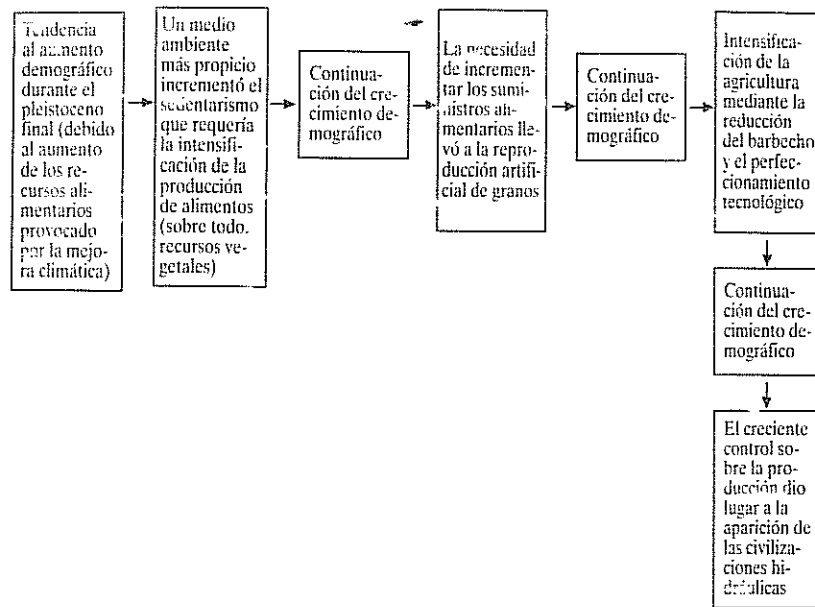 Tendencia
al aumento
demográfico
durante el
pleistoceno
final (debido
al aumento
de los re-
cursos ali-
mentarios
provocado
por la mejo-
ra climática)
Un medio
ambiente
más propicio
incrementó el
sedentarismo
que requería
la intensifi-
cación de la
producción
de alimentos
(sobre todo,
recursos ve-
getales)
Continua-
ción del cre-
cimiento de-
mográfico
La necesidad
de incremen-
tar los sumi-
nistros ali-
mentarios lle-
vó a la repro-
ducción artifi-
cial de granos
Continua-
ción del cre-
cimiento de-
mográfico
Intensifica-
ción de la
agricultura
mediante la
reducción
del barbecho
y el perfec-
cionamiento
tecnológico
Continua-
ción del cre-
cimiento de-
mográfico
El creciente
control so-
bre la pro-
ducción dio
lugar a la
aparición de
las civiliza-
ciones hi-
dráulicas